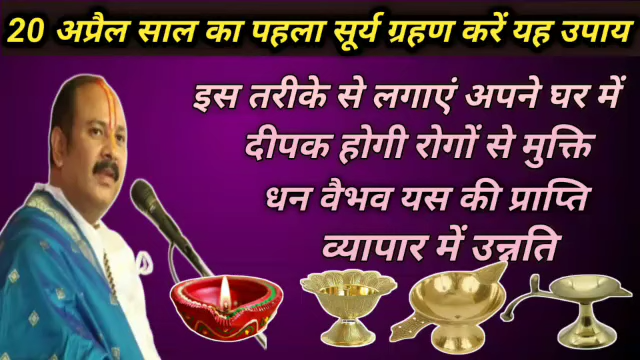 20 अप्रैल साल का पहला सूर्य ग्रहण करें यह उपाय
इस तरीके से लगाएं अपने घर में
दीपक होगी रोगों से मुक्ति
धन वैभव यस की प्राप्ति
व्यापार में उन्नति